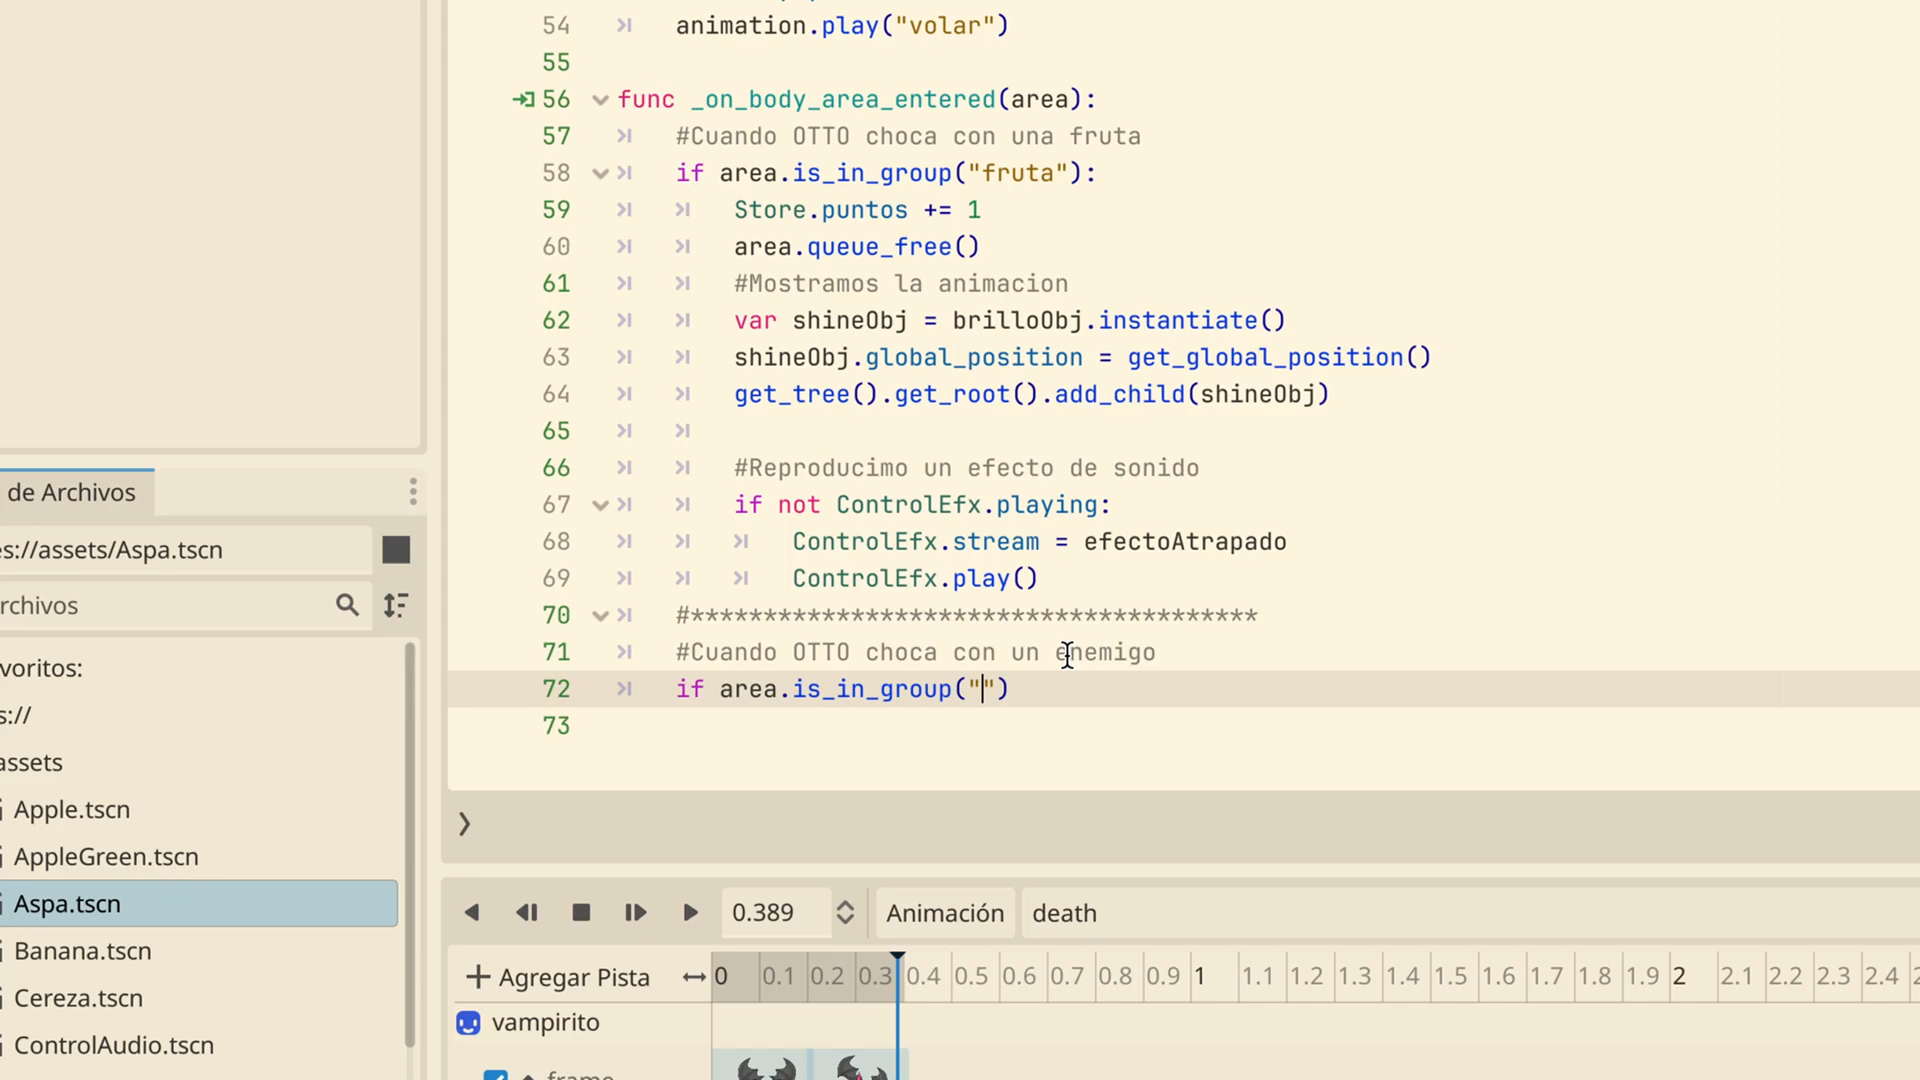 54 animation.play("volar")
55
56 func _on_body_area_entered(area):
57 #Cuando OTTO choca con una fruta
58 if area.is_in_group("fruta"):
59 Store.puntos += 1
60 area.queue_free()
61 #Mostramos la animacion
62 var shineObj = brilloObj.instantiate()
63 shineObj.global_position = get_global_position()
64 get_tree().get_root().add_child(shineObj)
65
66 #Reproducimo un efecto de sonido
67 if not ControlEfx.playing:
68 ControlEfx.stream = efectoAtrapado
69 ControlEfx.play()
70 #***************************************
71 #Cuando OTTO choca con un enemigo
72 if area.is_in_group("")
73
de Archivos
es://assets/Aspa.tscn
rchivos
voritos:
s://
assets
Apple.tscn
AppleGreen.tscn
Aspa.tscn
Banana.tscn
Cereza.tscn
ControlAudio.tscn
0.389 Animación death
Agregar Pista 0 0.1 0.2 0.3 0.4 0.5 0.6 0.7 0.8 0.9 1 1.1 1.2 1.3 1.4 1.5 1.6 1.7 1.8 1.9 2 2.1 2.2 2.3 2.4
vampirito
frame